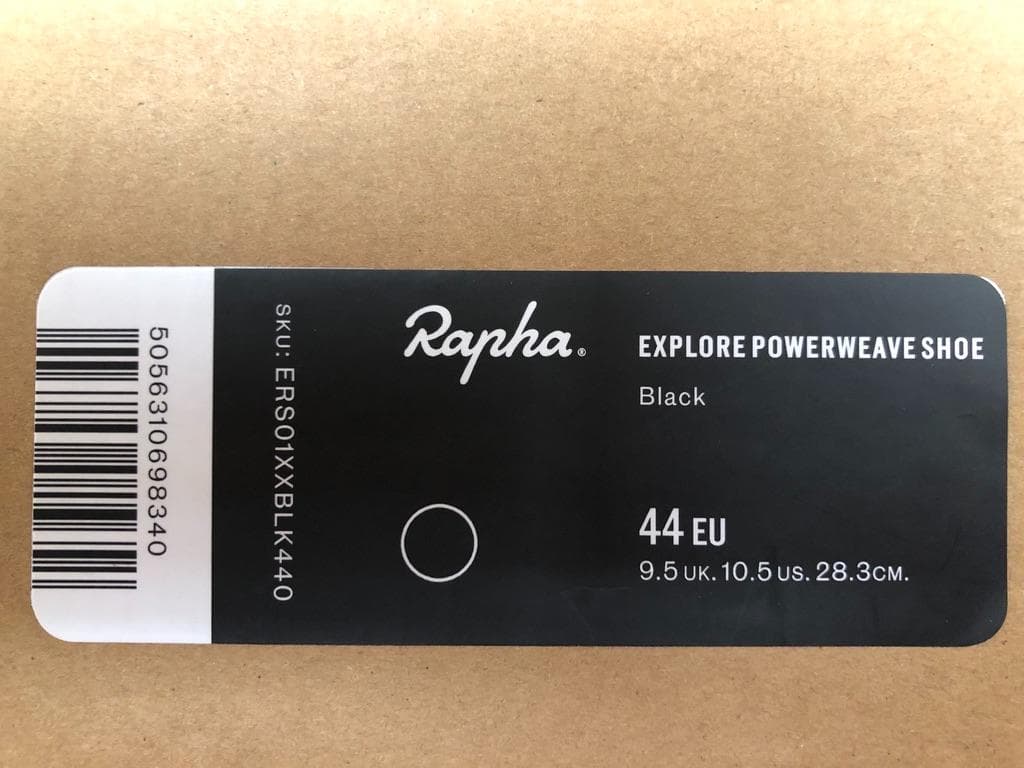 5056310698340
SKU: ERS01XXBLK440
Rapha®
EXPLORE POWERWEAVE SHOE
Black
44 EU
9.5 UK. 10.5 US. 28.3CM.